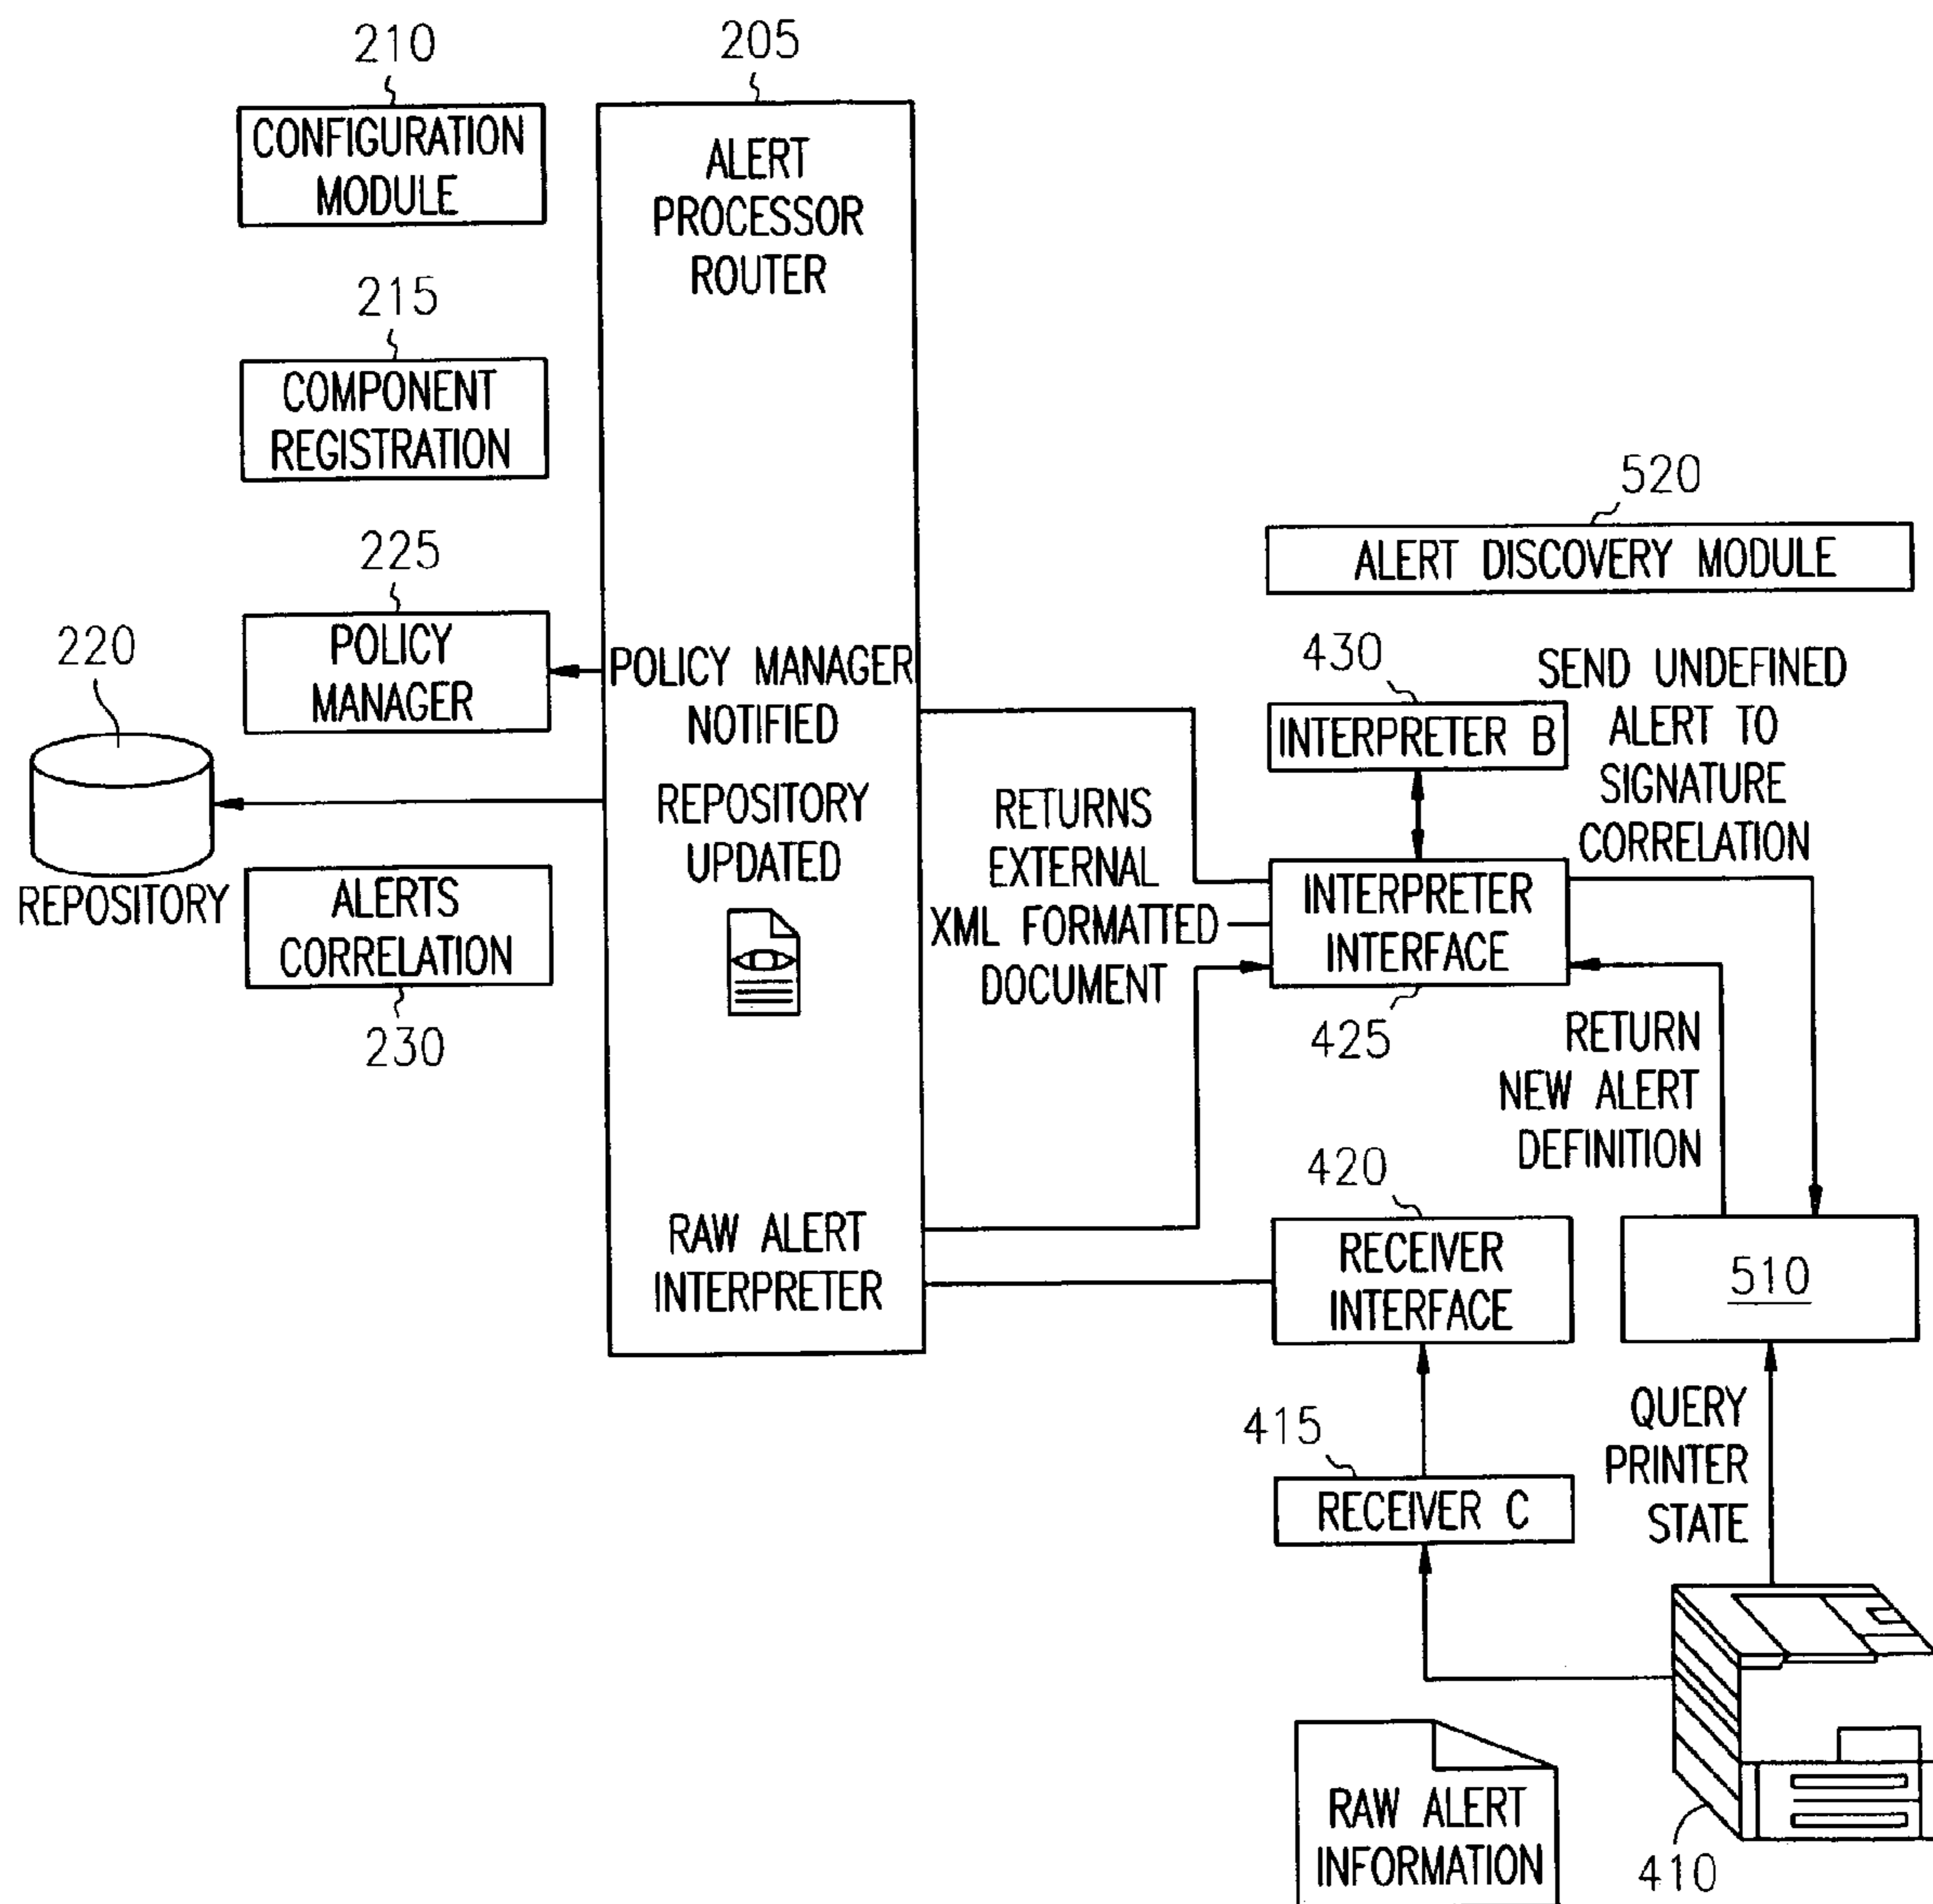 210
CONFIGURATION
MODULE
215
COMPONENT
REGISTRATION
225
POLICY
MANAGER
220
REPOSITORY
ALERTS
CORRELATION
230
205
ALERT
PROCESSOR
ROUTER
POLICY MANAGER
NOTIFIED
REPOSITORY
UPDATED
RAW ALERT
INTERPRETER
RETURNS
EXTERNAL
XML FORMATTED
DOCUMENT
520
ALERT DISCOVERY MODULE
430
INTERPRETER B
SEND UNDEFINED
ALERT TO
SIGNATURE
CORRELATION
INTERPRETER
INTERFACE
425
RETURN
NEW ALERT
DEFINITION
420
RECEIVER
INTERFACE
510
415
RECEIVER C
QUERY
PRINTER
STATE
RAW ALERT
INFORMATION
410